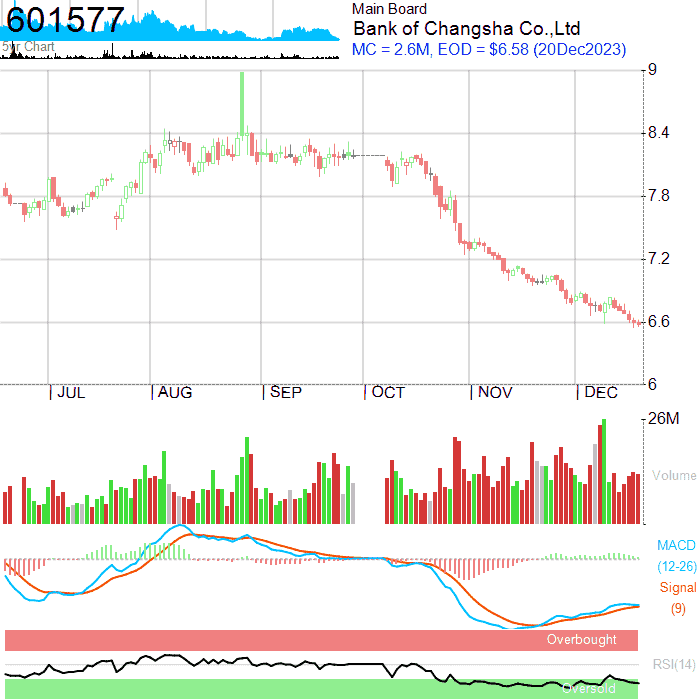 601577
5yr Chart
Main Board
Bank of Changsha Co.,Ltd
MC = 2.6M, EOD = $6.58 (20Dec2023)
9
8.4
7.8
7.2
6.6
6
JUL AUG SEP OCT NOV DEC
26M
Volume
MACD
(12-26)
Signal
(9)
Overbought
RSI(14)
Oversold